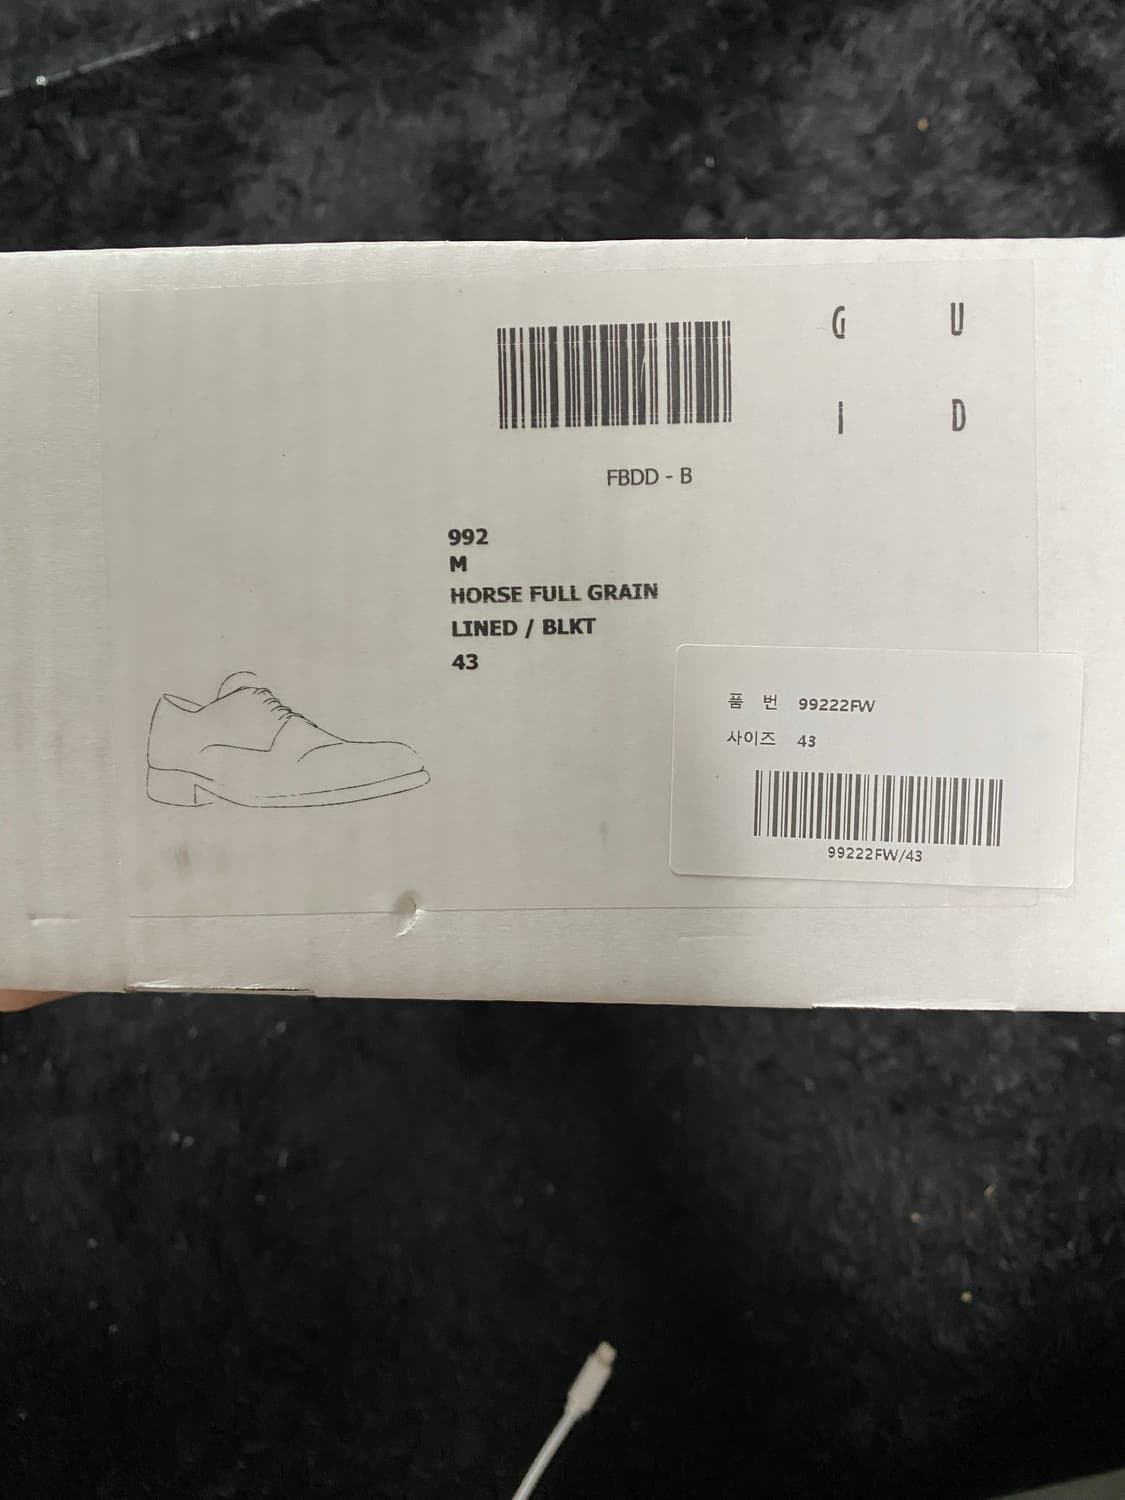 G U
I D
FBDD - B
992
M
HORSE FULL GRAIN
LINED / BLKT
43
품 번 99222FW
사이즈 43
99222FW/43